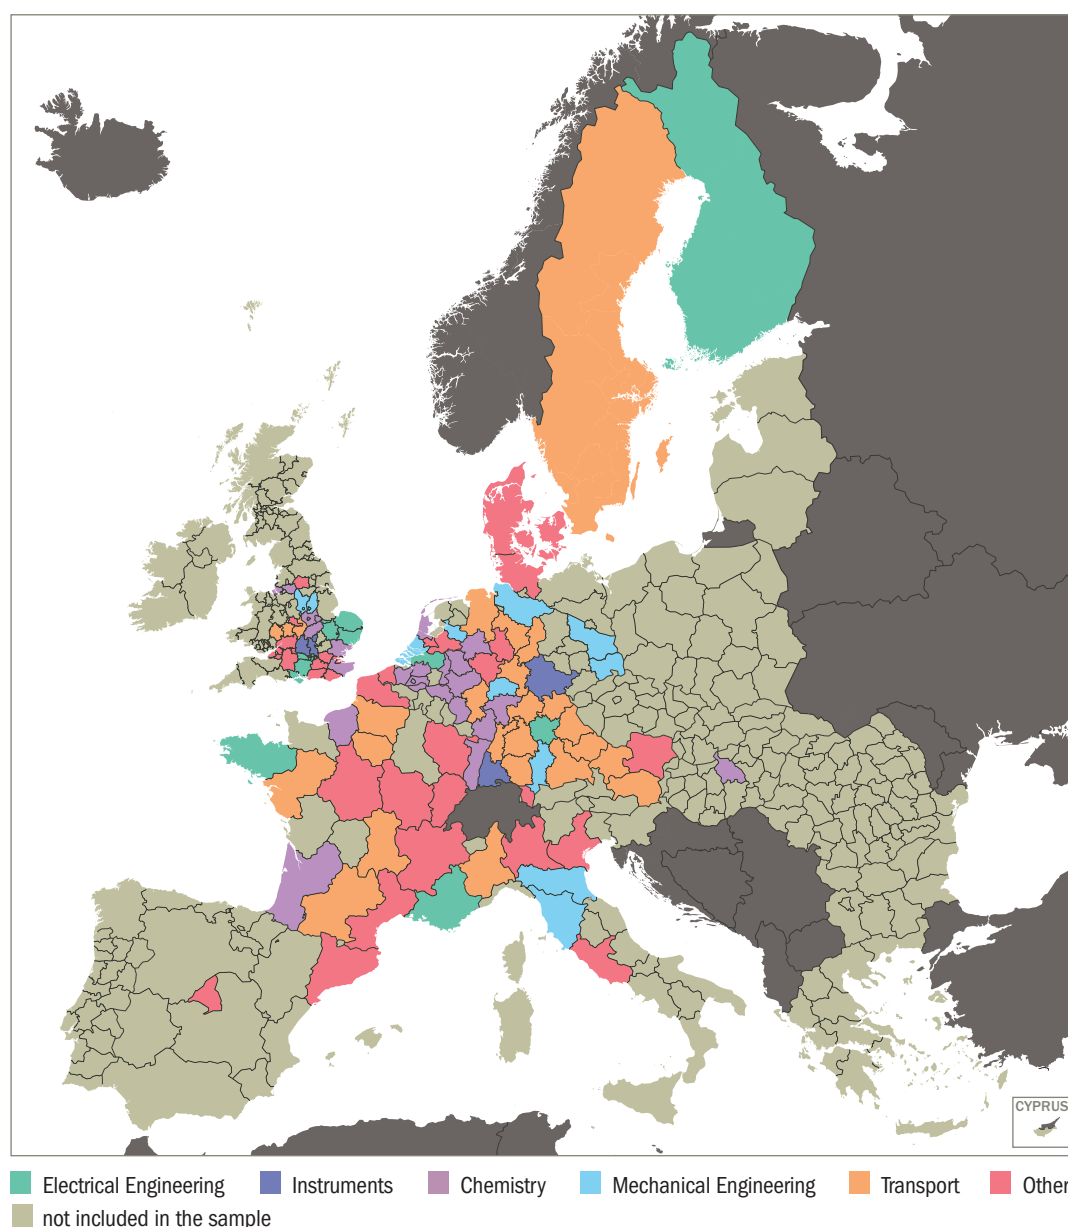 CYPRUS
Electrical Engineering Instruments Chemistry Mechanical Engineering Transport Other
not included in the sample